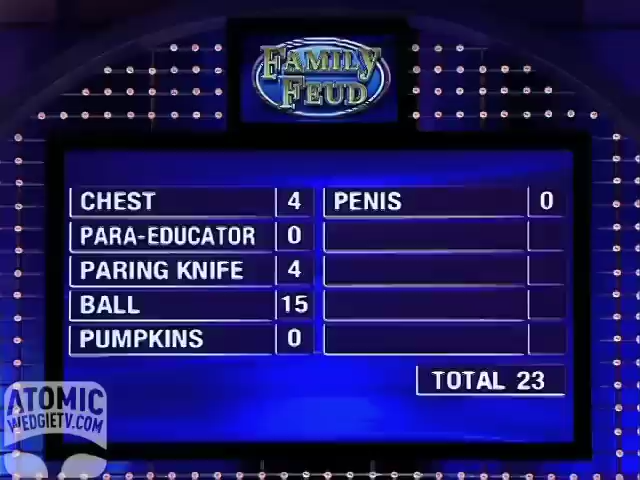 FAMILY
FEUD
CHEST 4
PARA-EDUCATOR 0
PARING KNIFE 4
BALL 15
PUMPKINS 0
PENIS 0
TOTAL 23
ATOMIC
WEDGIETV.COM